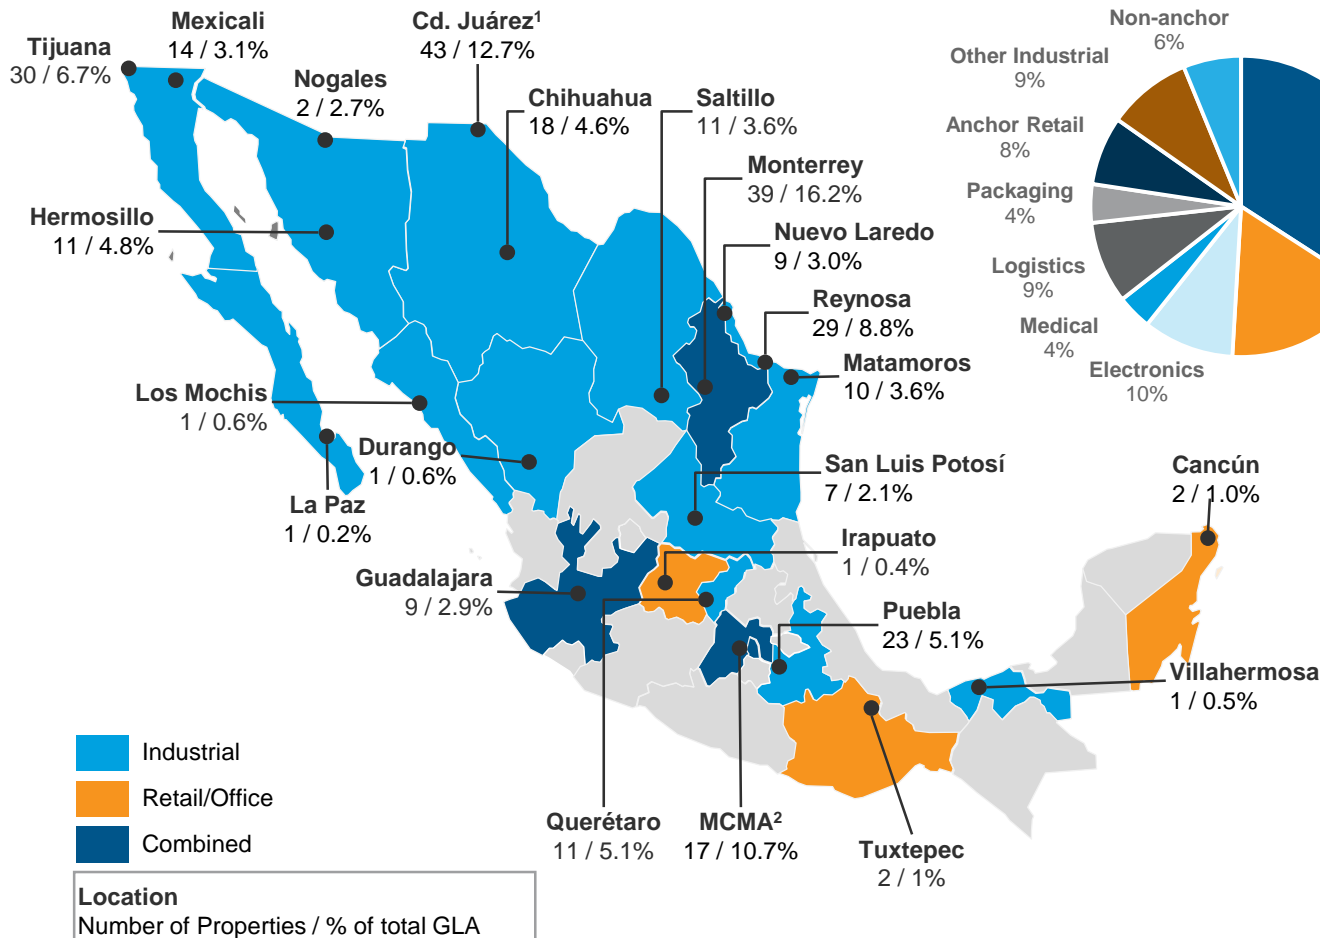 Mexicali
14 / 3.1%
Tijuana
30 / 6.7%
Nogales
2 / 2.7%
Cd. Juárez¹
43 / 12.7%
Chihuahua
18 / 4.6%
Saltillo
11 / 3.6%
Monterrey
39 / 16.2%
Nuevo Laredo
9 / 3.0%
Reynosa
29 / 8.8%
Matamoros
10 / 3.6%
Hermosillo
11 / 4.8%
Los Mochis
1 / 0.6%
Durango
1 / 0.6%
La Paz
1 / 0.2%
San Luis Potosí
7 / 2.1%
Irapuato
1 / 0.4%
Guadalajara
9 / 2.9%
Puebla
23 / 5.1%
Cancún
2 / 1.0%
Villahermosa
1 / 0.5%
Querétaro
11 / 5.1%
MCMA²
17 / 10.7%
Tuxtepec
2 / 1%
Non-anchor
6%
Other Industrial
9%
Anchor Retail
8%
Packaging
4%
Logistics
9%
Medical
4%
Electronics
10%
Industrial
Retail/Office
Combined
Location
Number of Properties / % of total GLA